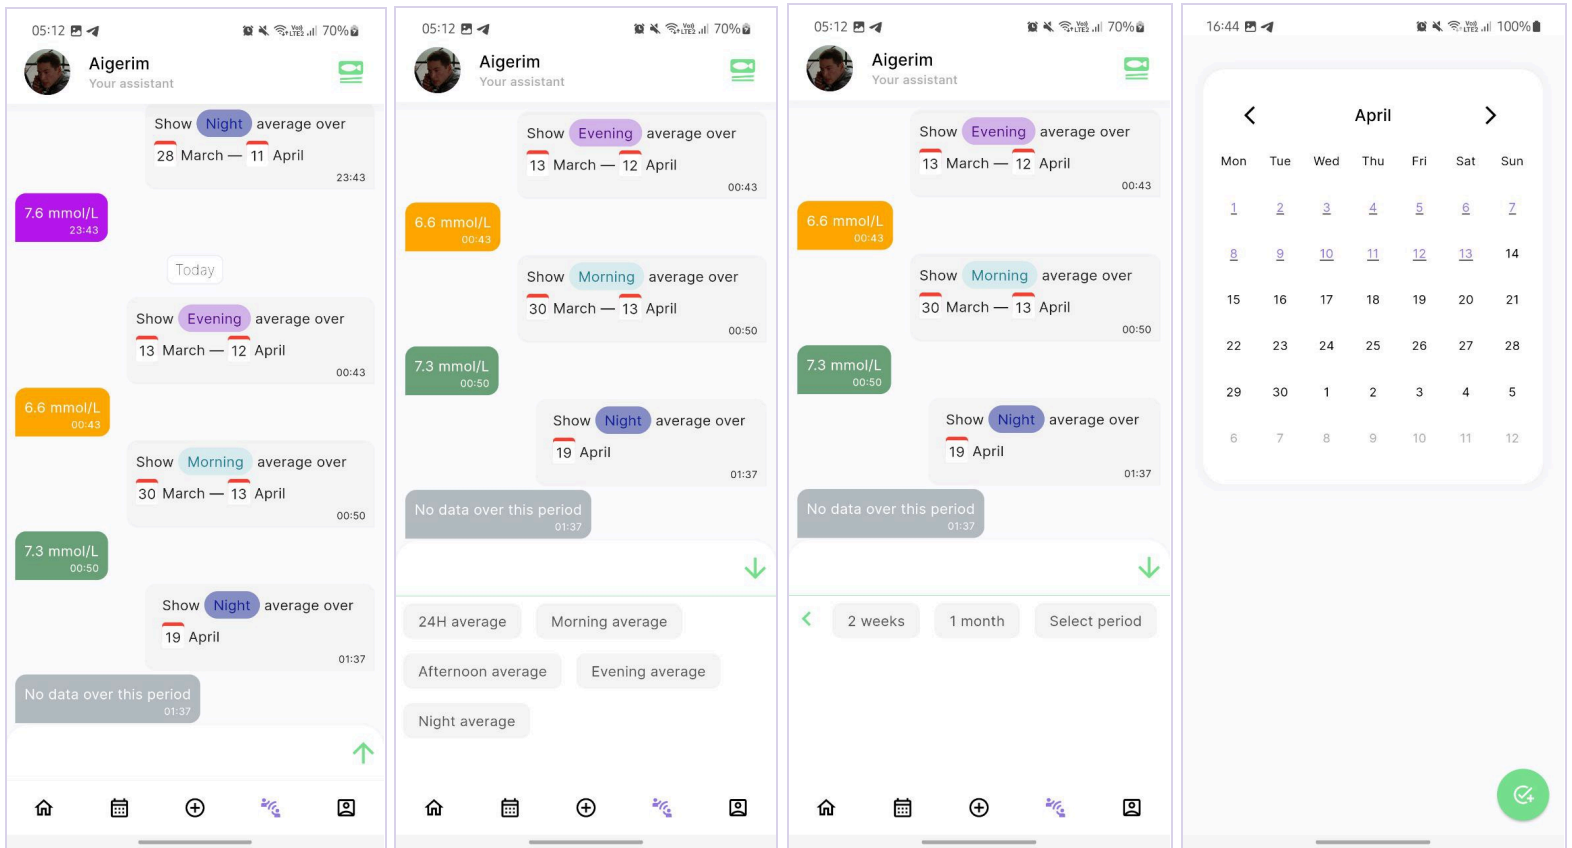 05:12
70%
Aigerim
Your assistant
Show Night average over
28 March — 11 April
23:43
7.6 mmol/L
23:43
Today
Show Evening average over
13 March — 12 April
00:43
6.6 mmol/L
00:43
Show Morning average over
30 March — 13 April
00:50
7.3 mmol/L
00:50
Show Night average over
19 April
01:37
No data over this period
01:37
05:12
70%
Aigerim
Your assistant
Show Evening average over
13 March — 12 April
00:43
6.6 mmol/L
00:43
Show Morning average over
30 March — 13 April
00:50
7.3 mmol/L
00:50
Show Night average over
19 April
01:37
No data over this period
01:37
24H average Morning average
Afternoon average Evening average
Night average
05:12
70%
Aigerim
Your assistant
Show Evening average over
13 March — 12 April
00:43
6.6 mmol/L
00:43
Show Morning average over
30 March — 13 April
00:50
7.3 mmol/L
00:50
Show Night average over
19 April
01:37
No data over this period
01:37
2 weeks 1 month Select period
16:44
100%
April
Mon Tue Wed Thu Fri Sat Sun
1 2 3 4 5 6 7
8 9 10 11 12 13 14
15 16 17 18 19 20 21
22 23 24 25 26 27 28
29 30 1 2 3 4 5
6 7 8 9 10 11 12